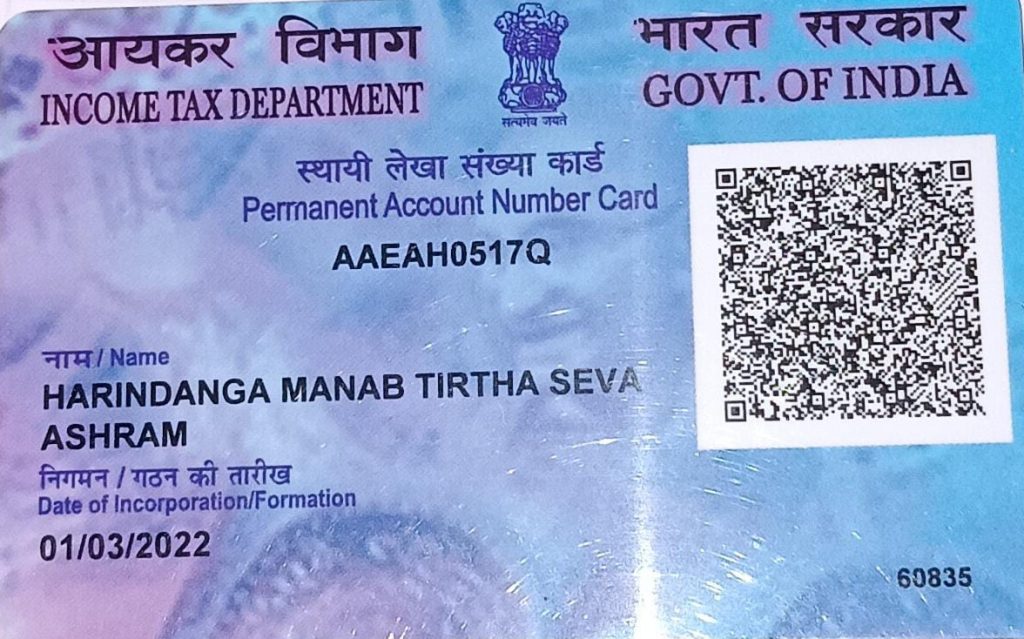 आयकर विभाग
INCOME TAX DEPARTMENT
सत्यमेव जयते
भारत सरकार
GOVT. OF INDIA
स्थायी लेखा संख्या कार्ड
Permanent Account Number Card
AAEAH0517Q
नाम / Name
HARINDANGA MANAB TIRTHA SEVA
ASHRAM
निगमन / गठन की तारीख
Date of Incorporation/Formation
01/03/2022
60835